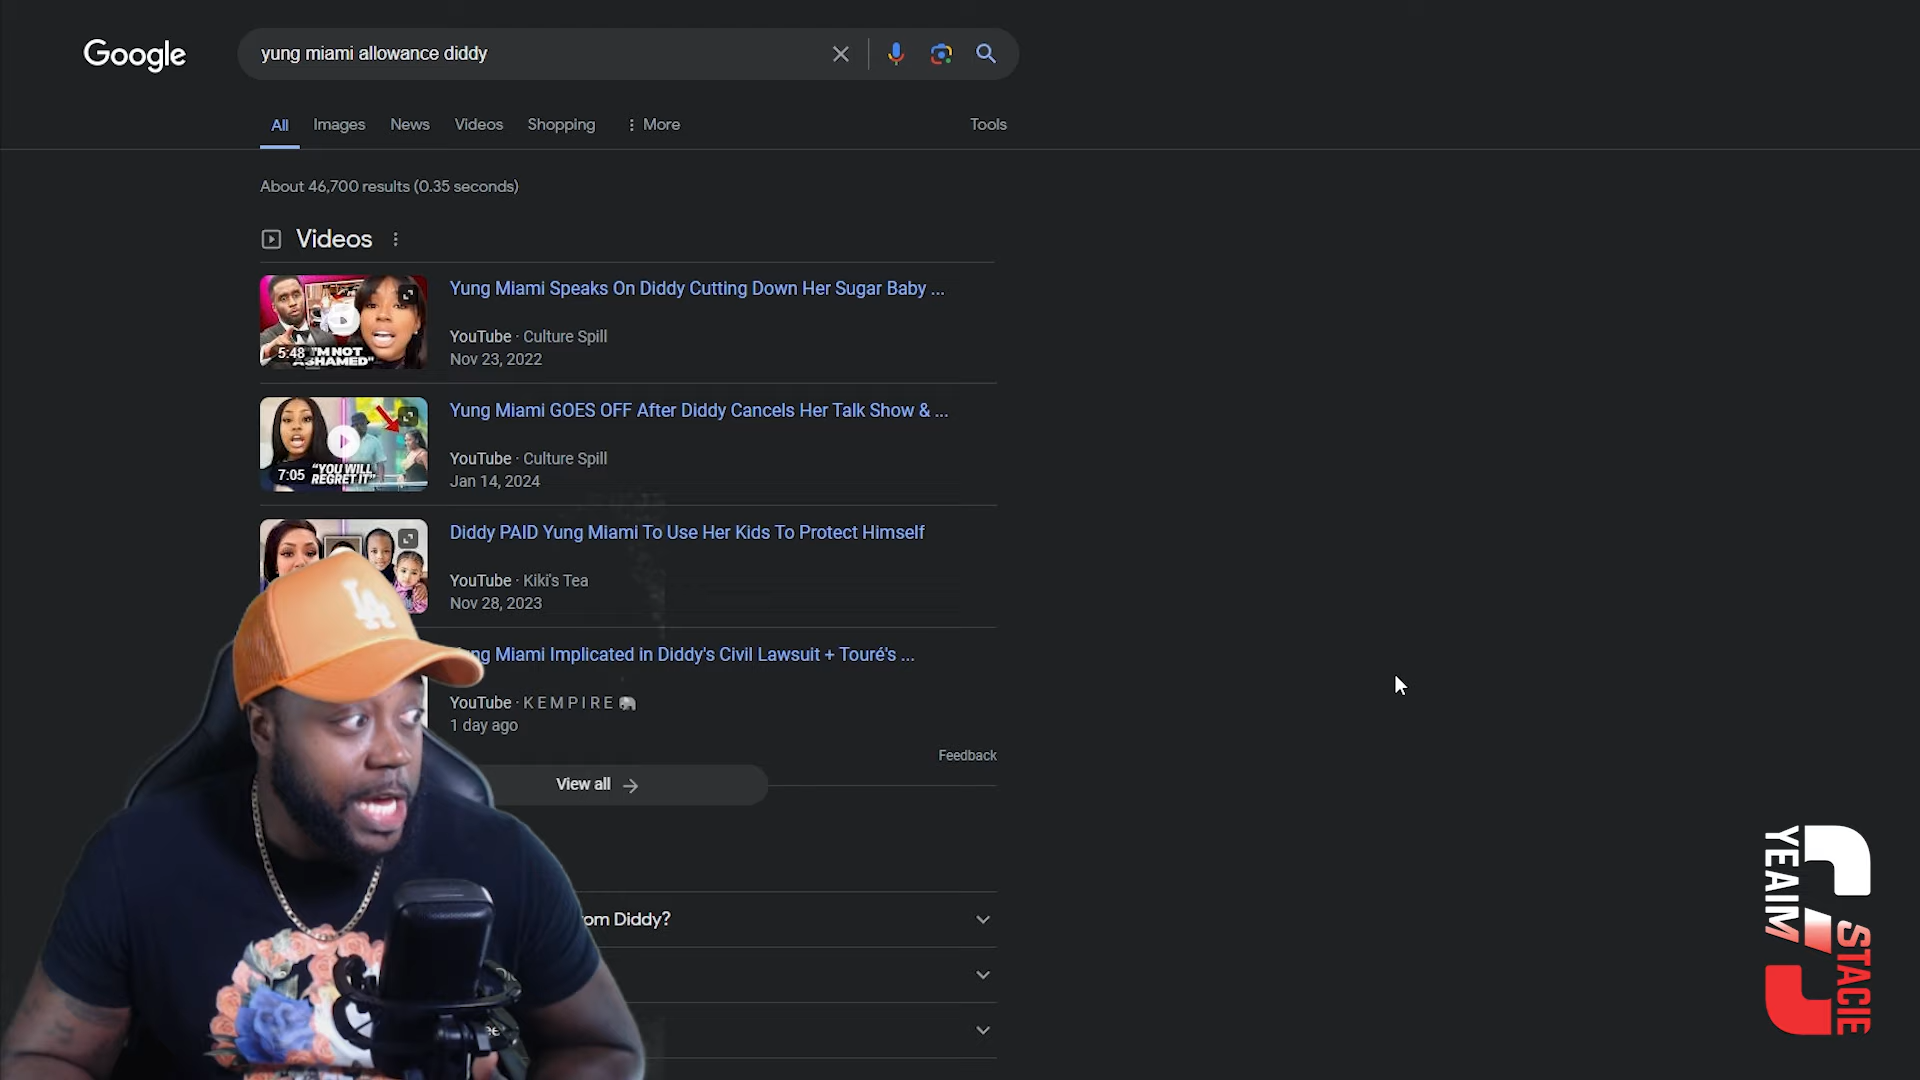 Google
yung miami allowance diddy
All
Images
News
Videos
Shopping
More
Tools
About 46,700 results (0.35 seconds)
Videos
5:48
"I'M NOT
ASHAMED"
Yung Miami Speaks On Diddy Cutting Down Her Sugar Baby ...
YouTube · Culture Spill
Nov 23, 2022
7:05
"YOU WILL
REGRET IT"
Yung Miami GOES OFF After Diddy Cancels Her Talk Show & ...
YouTube · Culture Spill
Jan 14, 2024
Diddy PAID Yung Miami To Use Her Kids To Protect Himself
YouTube · Kiki's Tea
Nov 28, 2023
ng Miami Implicated in Diddy's Civil Lawsuit + Touré's ...
YouTube · K E M P I R E
1 day ago
Feedback
View all
om Diddy?
LA
YEAIM
STACIE